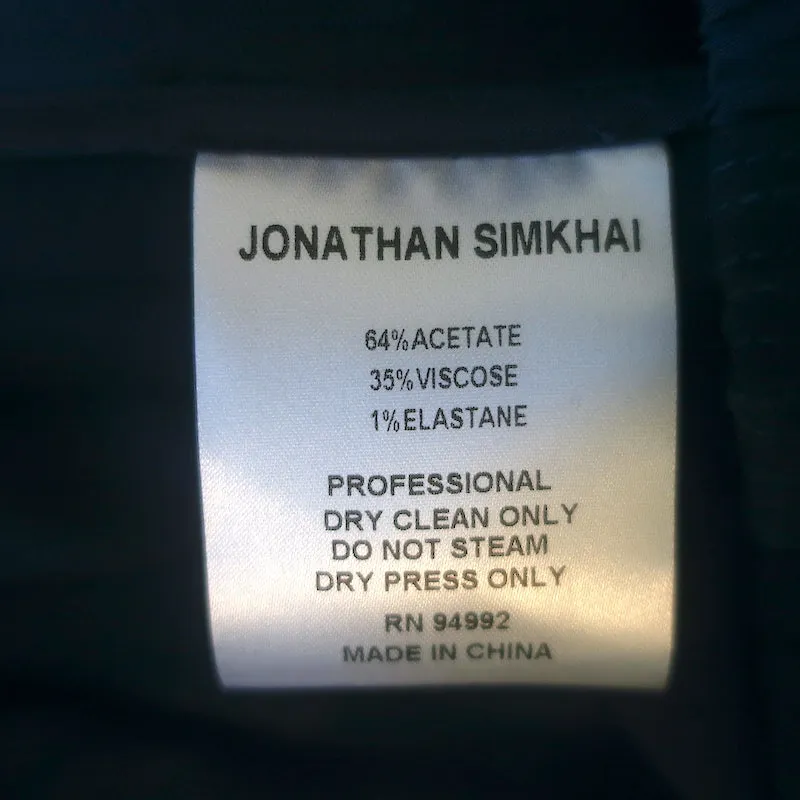 JONATHAN SIMKHAI
64%ACETATE
35%VISCOSE
1%ELASTANE
PROFESSIONAL
DRY CLEAN ONLY
DO NOT STEAM
DRY PRESS ONLY
RN 94992
MADE IN CHINA